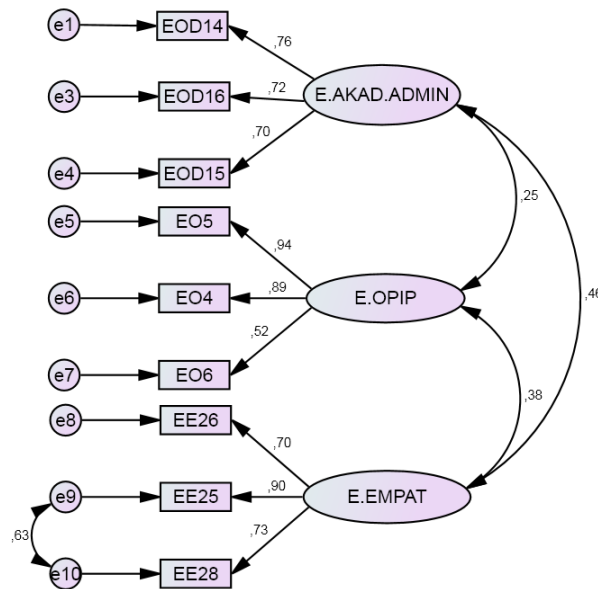 e1
EOD14
,76
e3
EOD16
,72
E.AKAD.ADMIN
,70
e4
EOD15
e5
EO5
,25
,94
e6
EO4
,89
E.OPIP
,46
,52
e7
EO6
,38
e8
EE26
,70
e9
EE25
,90
E.EMPAT
,63
,73
e10
EE28